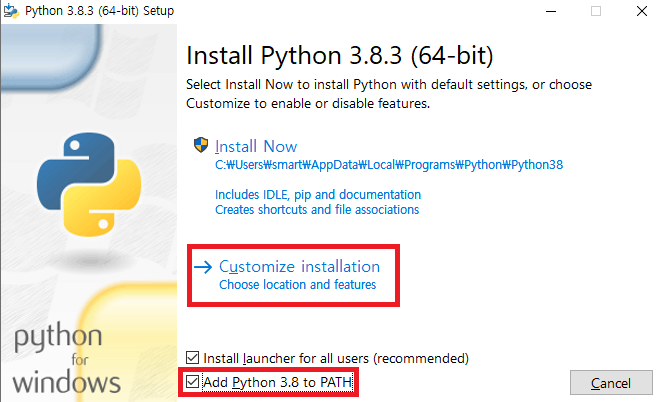 Python 3.8.3 (64-bit) Setup
Install Python 3.8.3 (64-bit)
Select Install Now to install Python with default settings, or choose
Customize to enable or disable features.
Install Now
C:₩Users₩smart₩AppData₩Local₩Programs₩Python₩Python38
Includes IDLE, pip and documentation
Creates shortcuts and file associations
Customize installation
Choose location and features
python
for
windows
Install launcher for all users (recommended)
Add Python 3.8 to PATH
Cancel